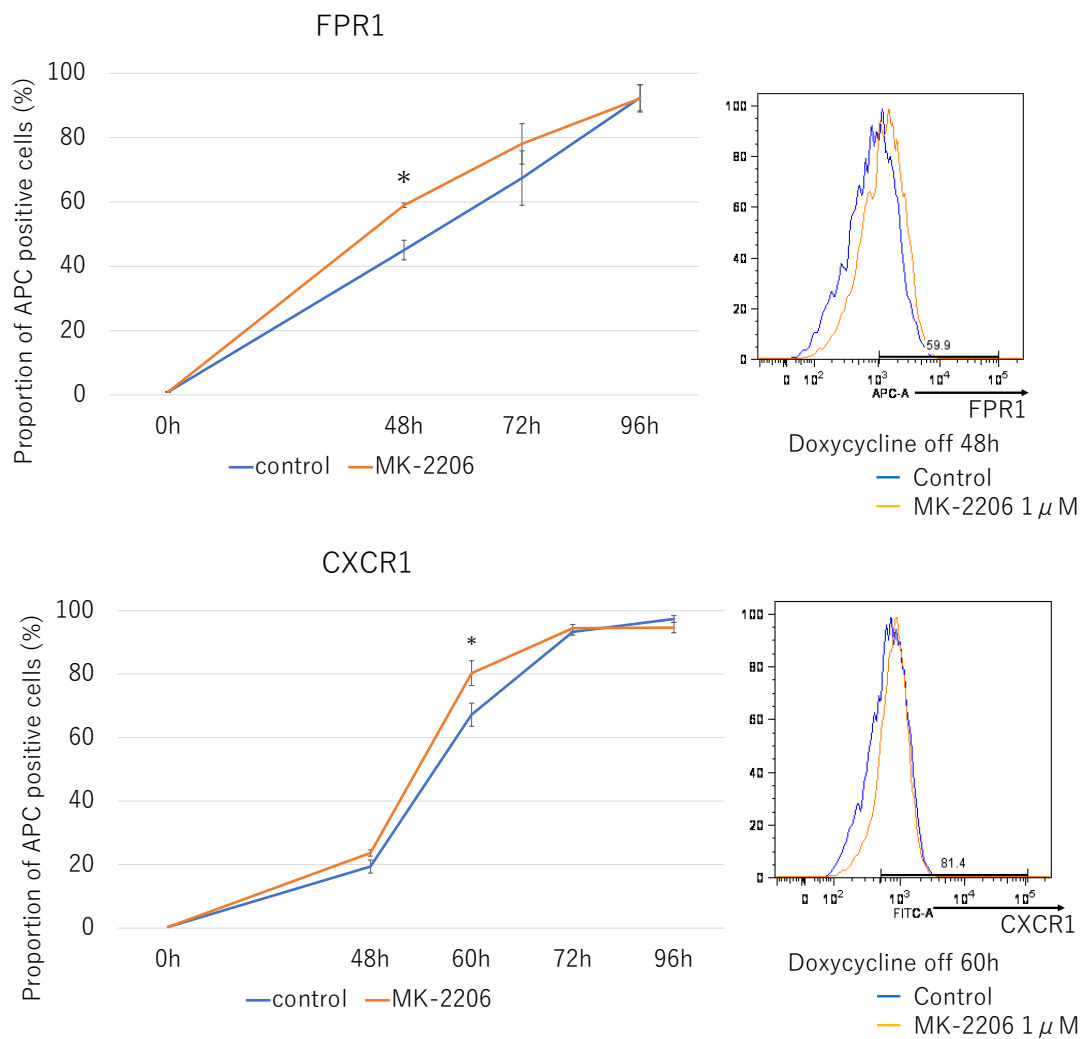 FPR1
Proportion of APC positive cells (%)
100
80
60
40
20
0
*
0h 48h 72h 96h
control MK-2206
100
80
60
40
20
0
59.9
0 10^2 10^3 10^4 10^5
APC-A
FPR1
Doxycycline off 48h
Control
MK-2206 1 μM
CXCR1
Proportion of APC positive cells (%)
100
80
60
40
20
0
*
0h 48h 60h 72h 96h
control MK-2206
100
80
60
40
20
0
81.4
0 10^2 10^3 10^4 10^5
FITC-A
CXCR1
Doxycycline off 60h
Control
MK-2206 1 μM